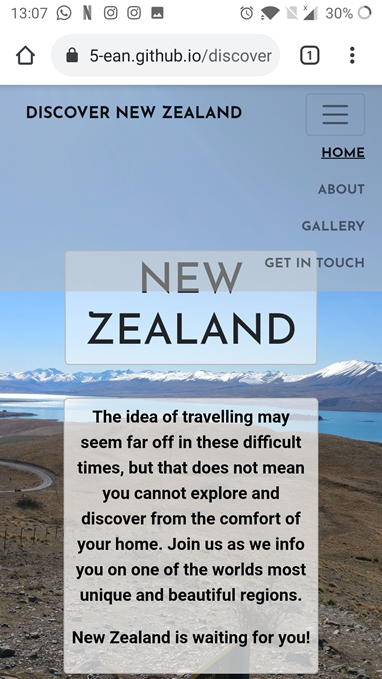 13:07 30%
5-ean.github.io/discover 1
DISCOVER NEW ZEALAND
HOME
ABOUT
GALLERY
GET IN TOUCH
NEW
ZEALAND
The idea of travelling may
seem far off in these difficult
times, but that does not mean
you cannot explore and
discover from the comfort of
your home. Join us as we info
you on one of the worlds most
unique and beautiful regions.
New Zealand is waiting for you!